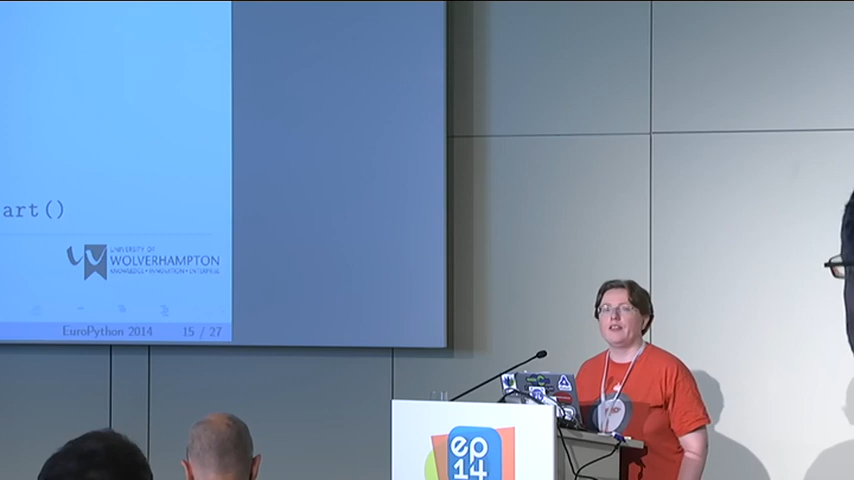 art()
UNIVERSITY OF
WOLVERHAMPTON
KNOWLEDGE • INNOVATION • ENTERPRISE
EuroPython 2014 15 / 27
ep
14